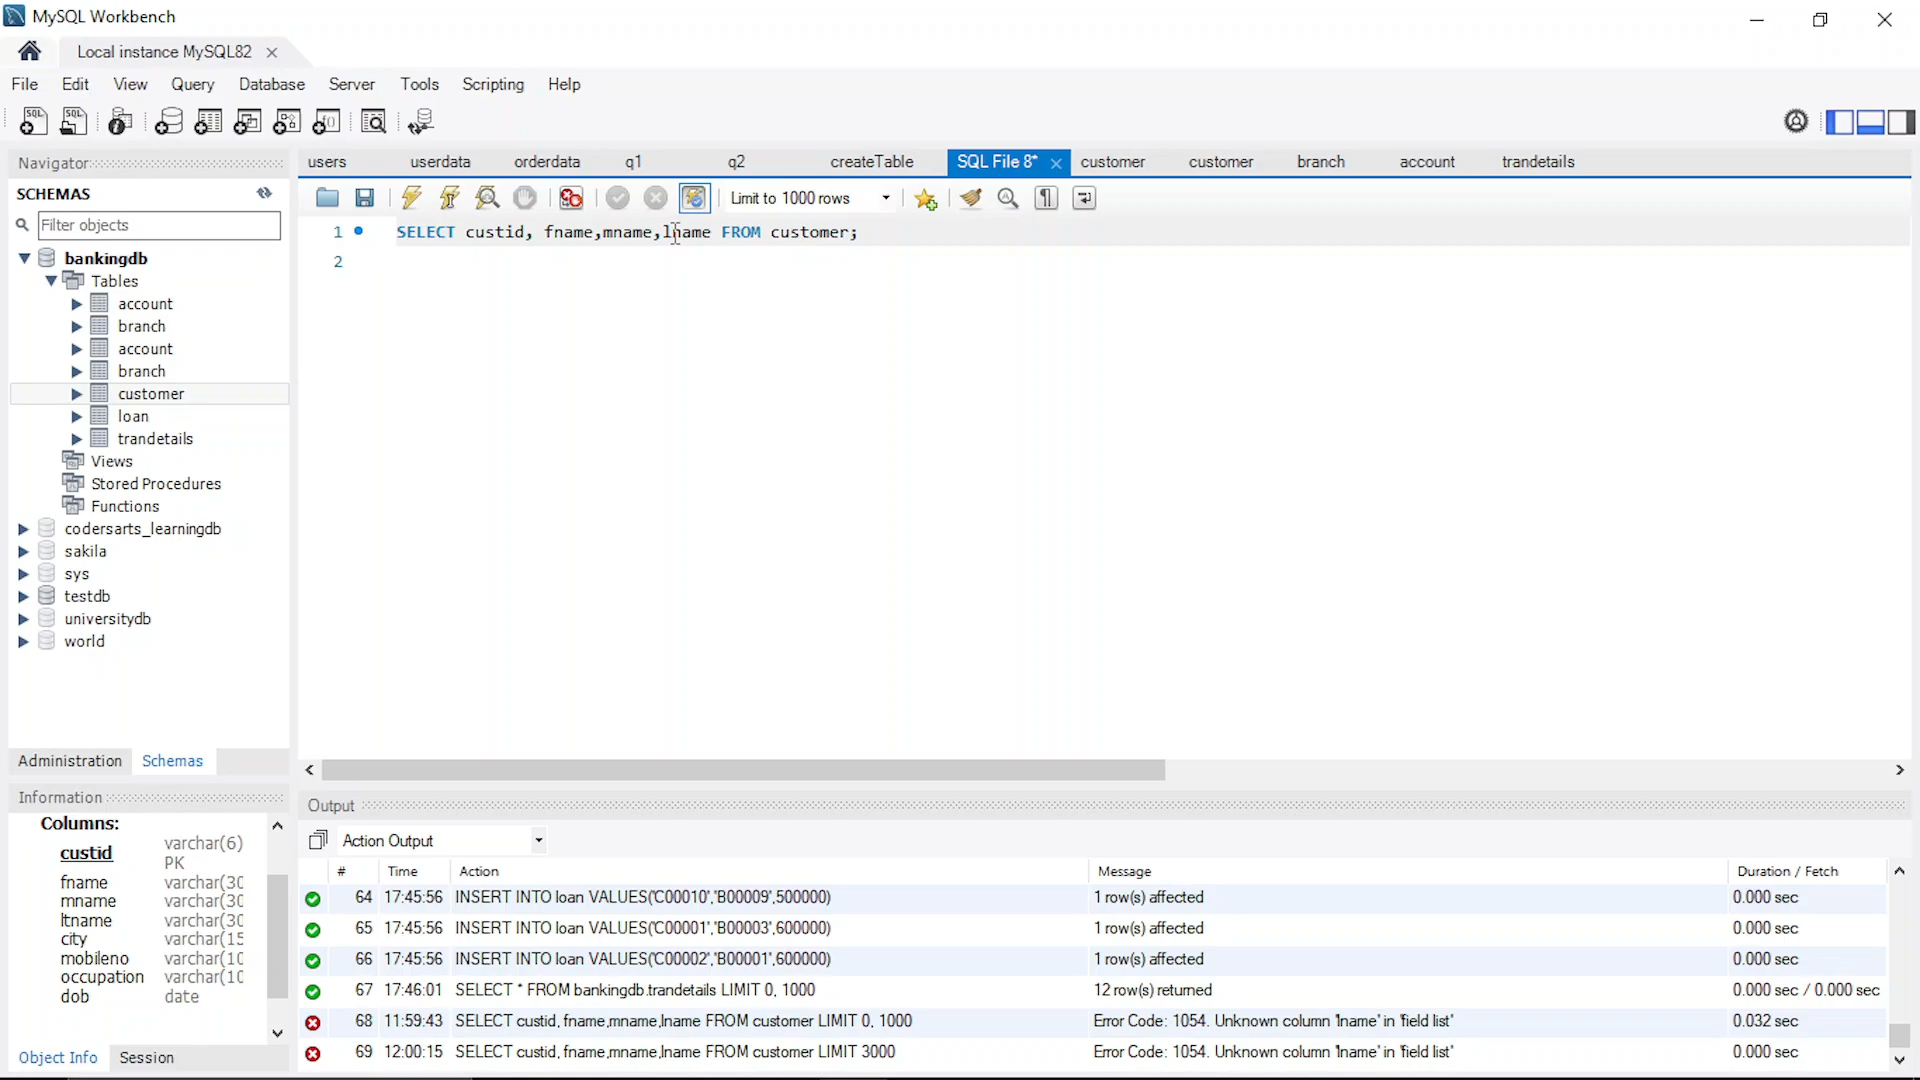 MySQL Workbench
Local instance MySQL82
File Edit View Query Database Server Tools Scripting Help
Navigator
SCHEMAS
Filter objects
bankingdb
Tables
account
branch
account
branch
customer
loan
trandetails
Views
Stored Procedures
Functions
codersarts_learningdb
sakila
sys
testdb
universitydb
world
Administration Schemas
Information
Columns:
custid varchar(6) PK
fname varchar(30
mname varchar(30
ltname varchar(30
city varchar(15
mobileno varchar(10
occupation varchar(10
dob date
Object Info Session
users userdata orderdata q1 q2 createTable SQL File 8* customer customer branch account trandetails
Limit to 1000 rows
1 SELECT custid, fname,mname,lname FROM customer;
2
Output
Action Output
# Time Action Message Duration / Fetch
64 17:45:56 INSERT INTO loan VALUES('C00010','B00009',500000) 1 row(s) affected 0.000 sec
65 17:45:56 INSERT INTO loan VALUES('C00001','B00003',600000) 1 row(s) affected 0.000 sec
66 17:45:56 INSERT INTO loan VALUES('C00002','B00001',600000) 1 row(s) affected 0.000 sec
67 17:46:01 SELECT * FROM bankingdb.trandetails LIMIT 0, 1000 12 row(s) returned 0.000 sec / 0.000 sec
68 11:59:43 SELECT custid, fname,mname,lname FROM customer LIMIT 0, 1000 Error Code: 1054. Unknown column 'lname' in 'field list' 0.032 sec
69 12:00:15 SELECT custid, fname,mname,lname FROM customer LIMIT 3000 Error Code: 1054. Unknown column 'lname' in 'field list' 0.000 sec